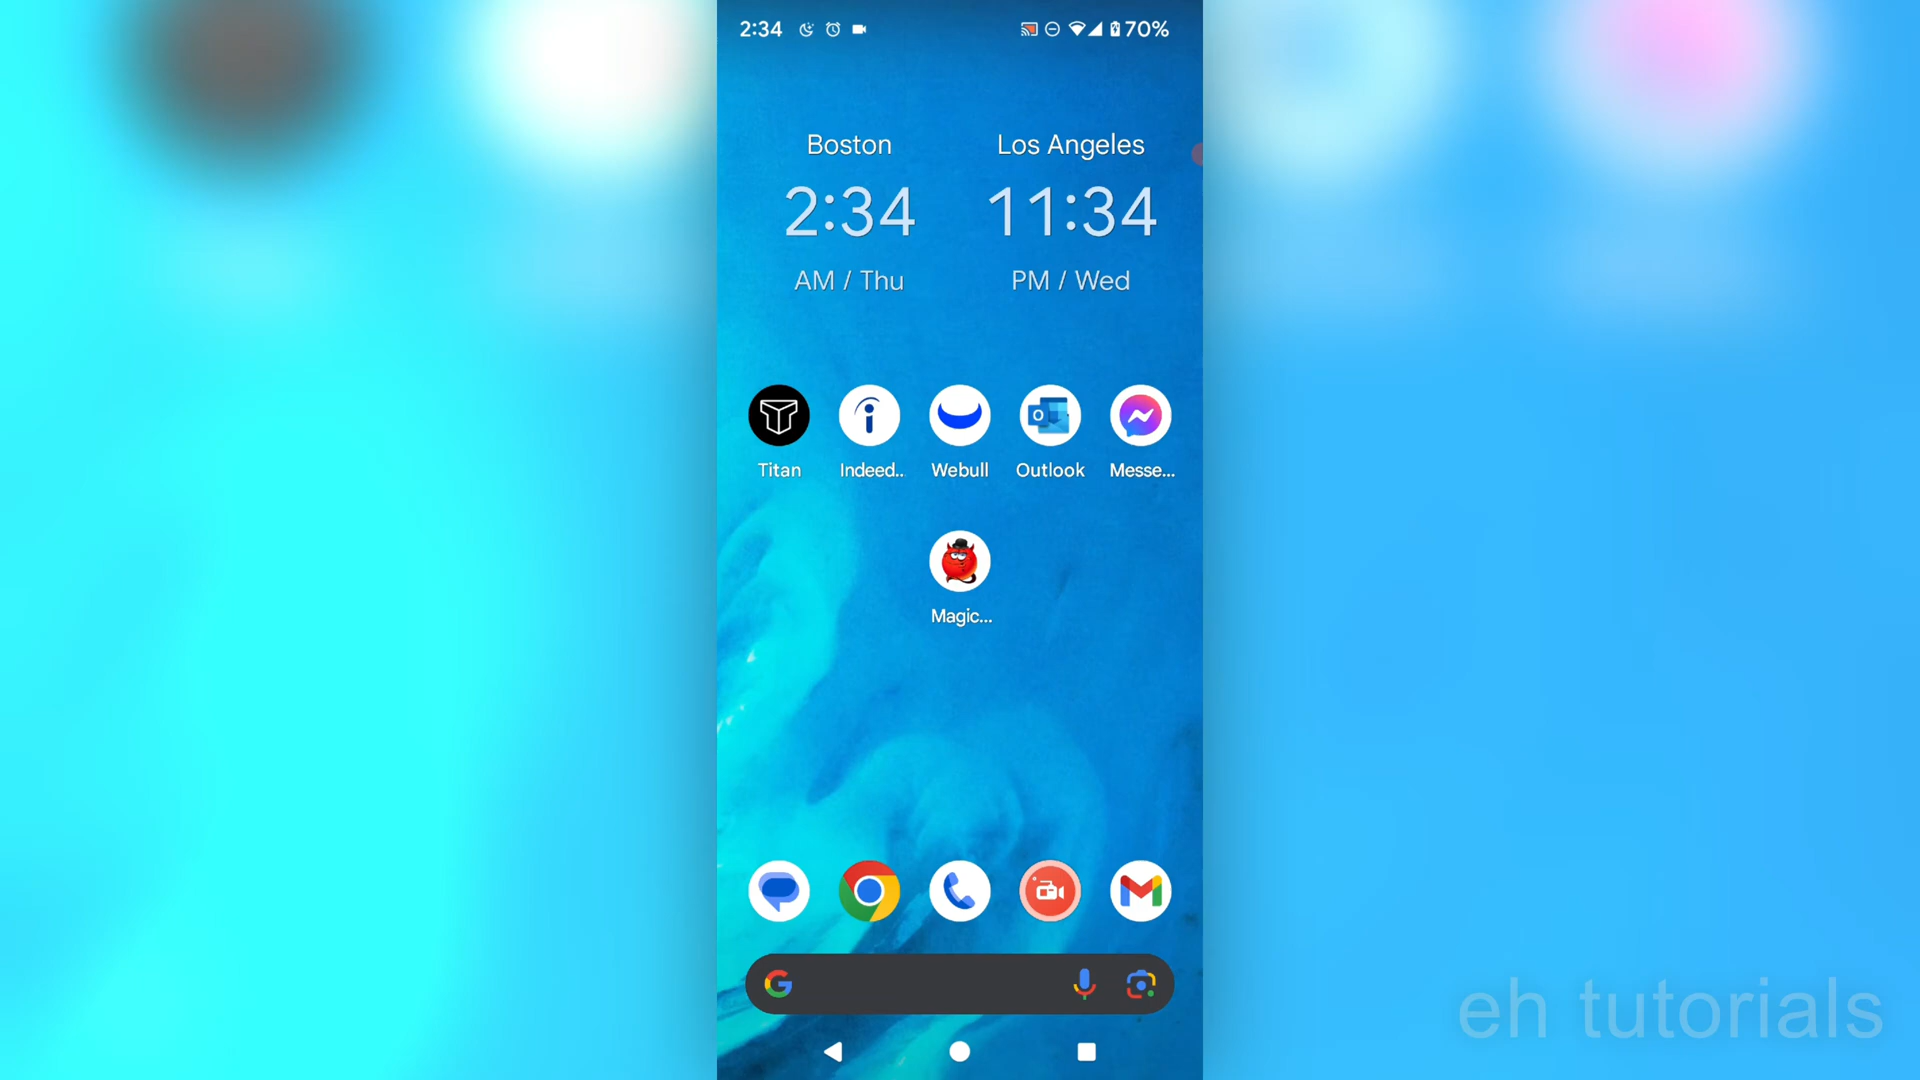 2:34 70%
Boston Los Angeles
2:34 11:34
AM / Thu PM / Wed
Titan Indeed.. Webull Outlook Messe...
Magic...
eh tutorials